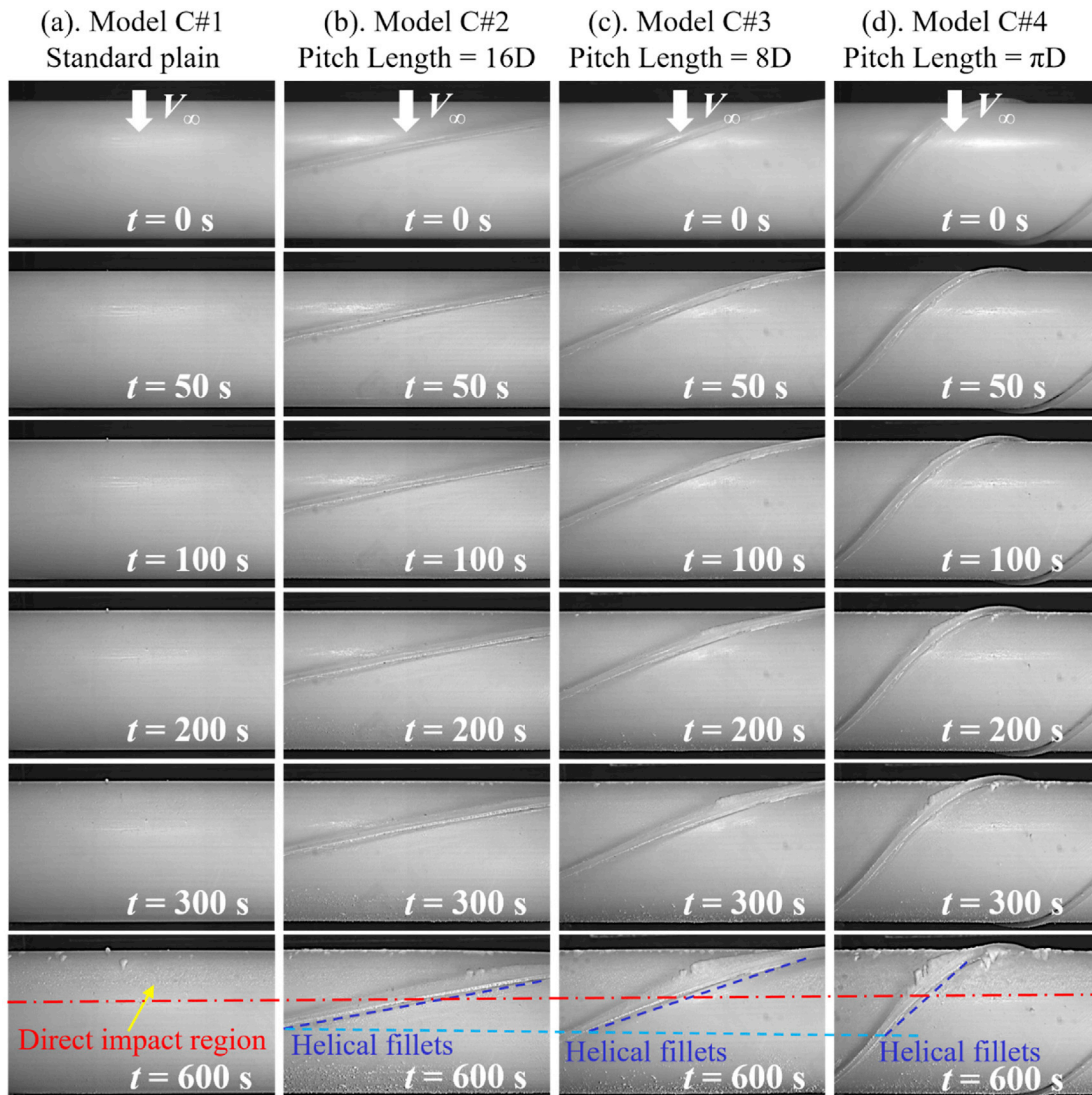 (a). Model C#1
Standard plain
(b). Model C#2
Pitch Length = 16D
(c). Model C#3
Pitch Length = 8D
(d). Model C#4
Pitch Length = πD
V∞
V∞
V∞
V∞
t = 0 s
t = 0 s
t = 0 s
t = 0 s
t = 50 s
t = 50 s
t = 50 s
t = 50 s
t = 100 s
t = 100 s
t = 100 s
t = 100 s
t = 200 s
t = 200 s
t = 200 s
t = 200 s
t = 300 s
t = 300 s
t = 300 s
t = 300 s
Direct impact region
Helical fillets
Helical fillets
Helical fillets
t = 600 s
t = 600 s
t = 600 s
t = 600 s